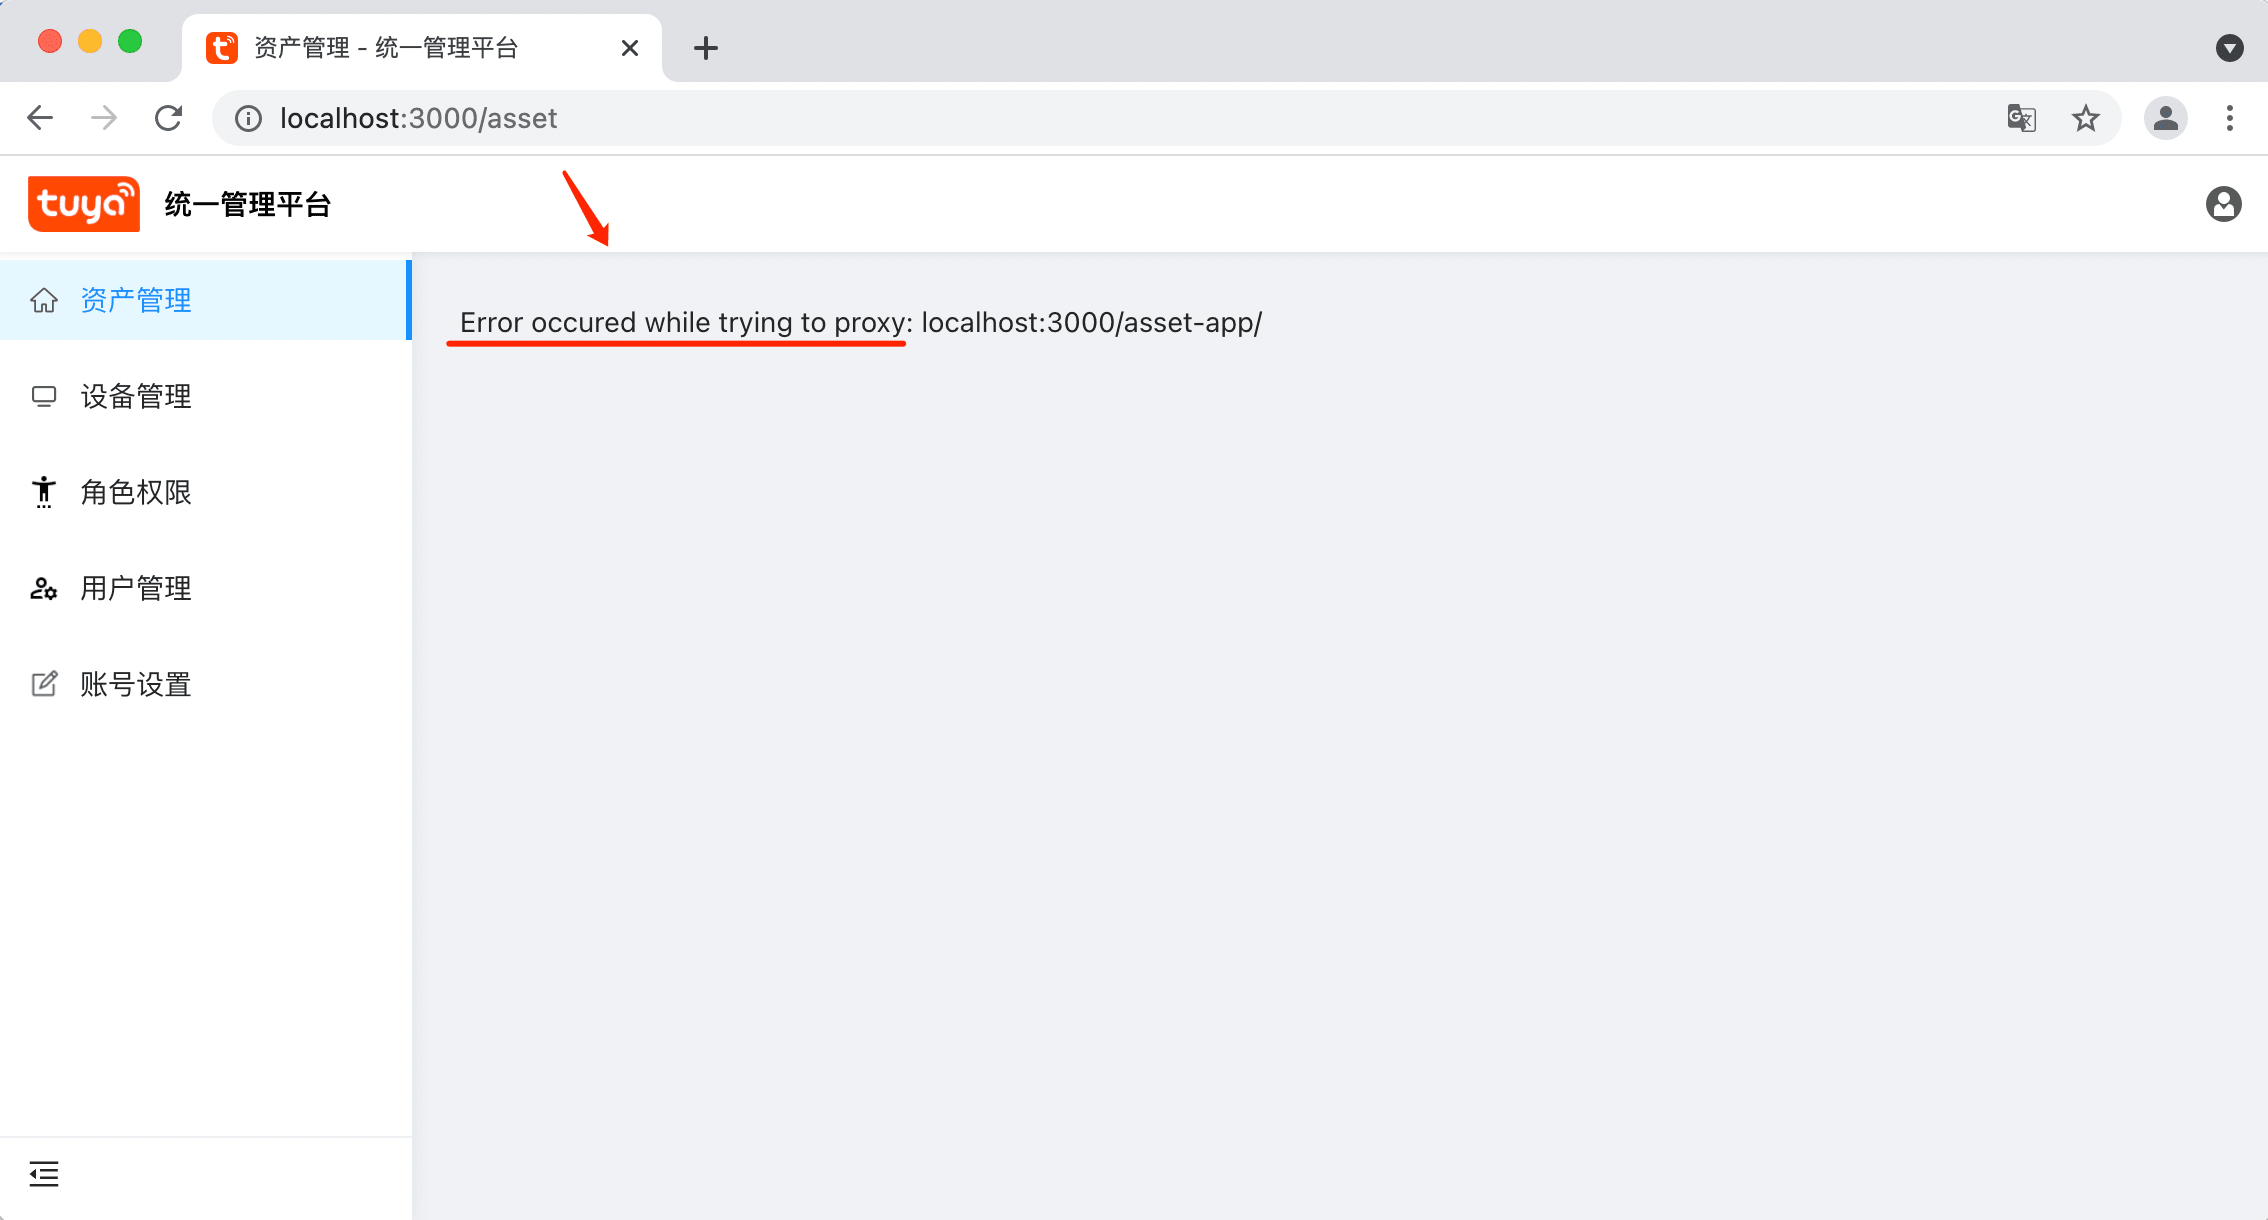 资产管理 - 统一管理平台
localhost:3000/asset
tuya 统一管理平台
资产管理
Error occured while trying to proxy: localhost:3000/asset-app/
设备管理
角色权限
用户管理
账号设置